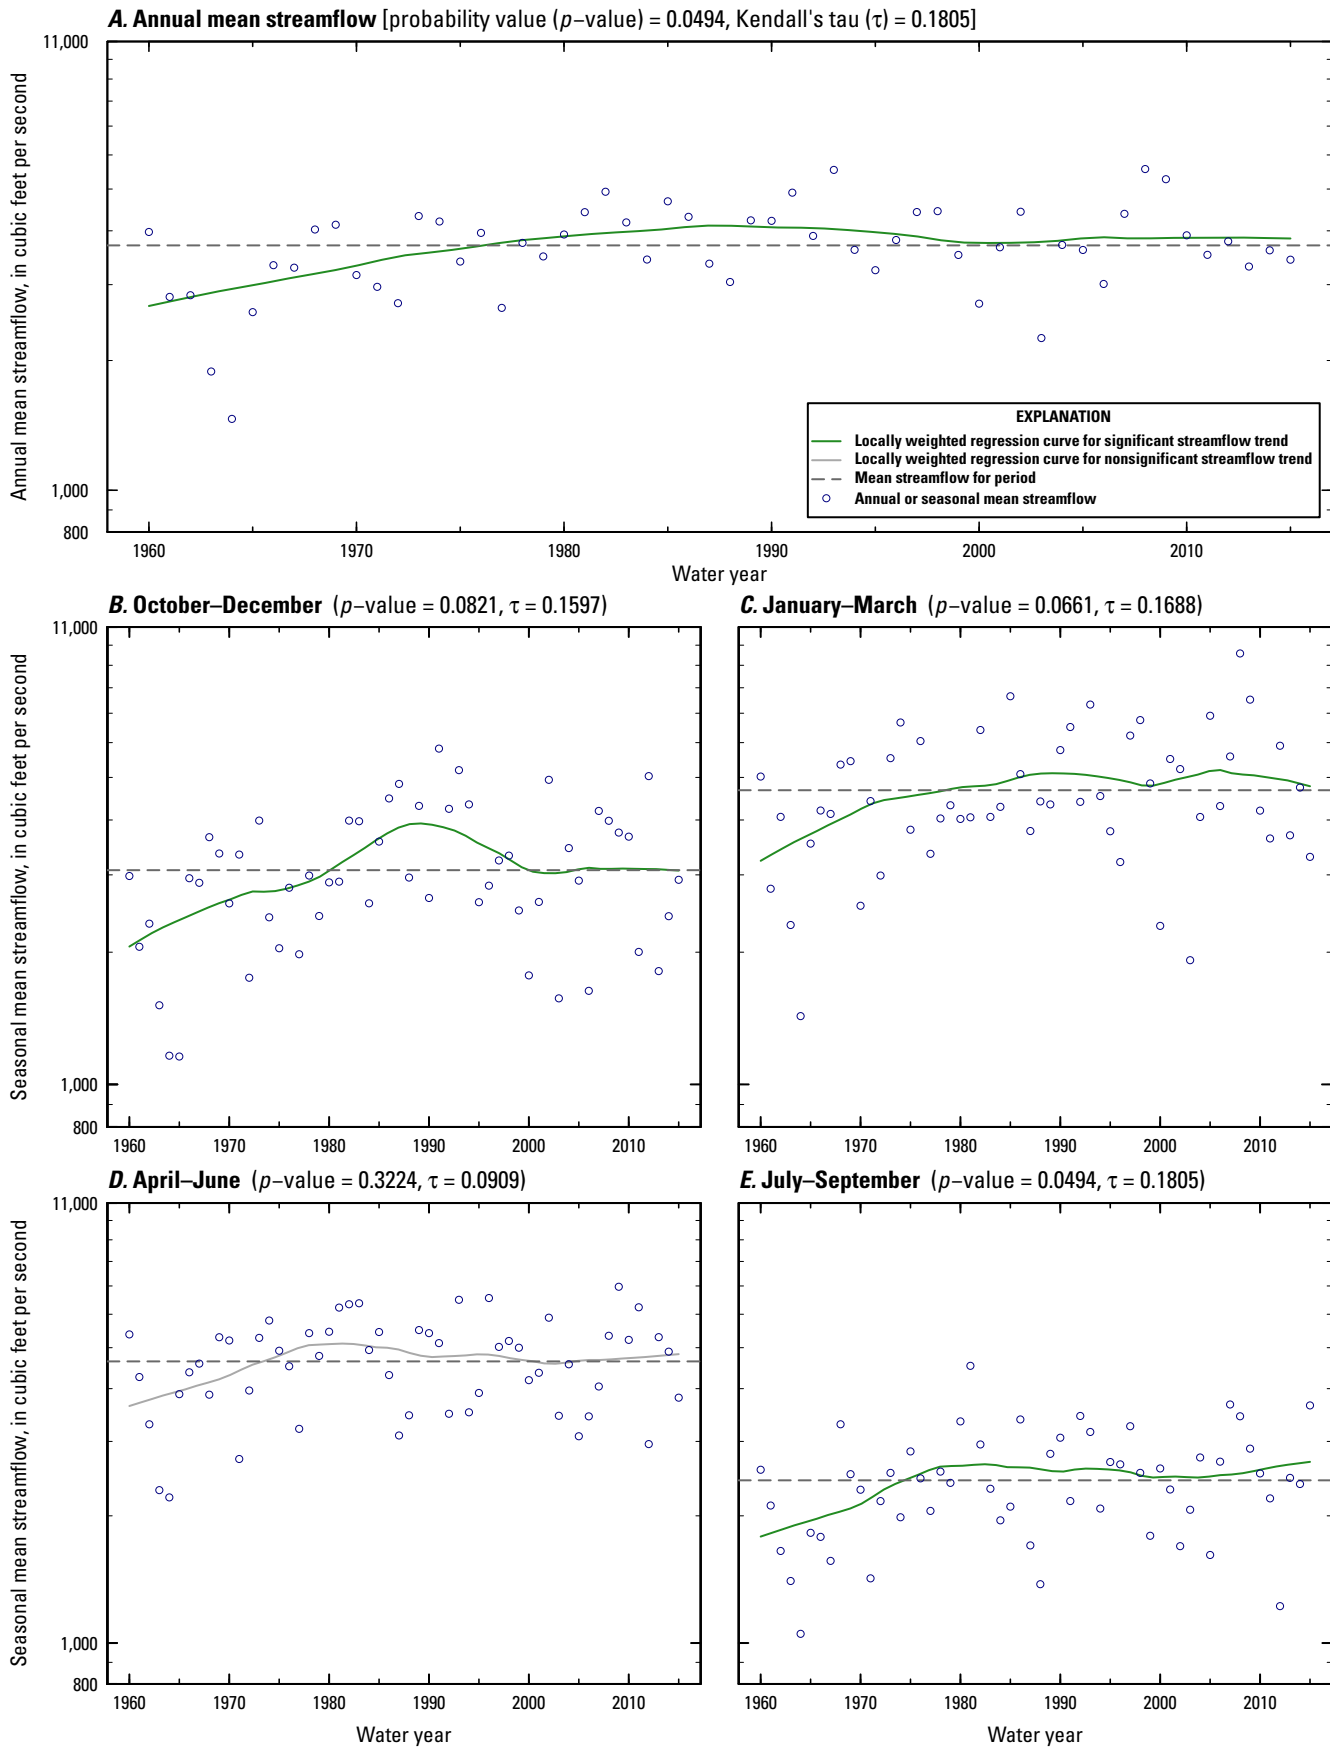 A. Annual mean streamflow [probability value (p–value) = 0.0494, Kendall's tau (τ) = 0.1805]
11,000
1,000
800
Annual mean streamflow, in cubic feet per second
EXPLANATION
Locally weighted regression curve for significant streamflow trend
Locally weighted regression curve for nonsignificant streamflow trend
Mean streamflow for period
Annual or seasonal mean streamflow
1960 1970 1980 1990 2000 2010
Water year
B. October–December (p–value = 0.0821, τ = 0.1597)
11,000
1,000
800
Seasonal mean streamflow, in cubic feet per second
1960 1970 1980 1990 2000 2010
C. January–March (p–value = 0.0661, τ = 0.1688)
1960 1970 1980 1990 2000 2010
D. April–June (p–value = 0.3224, τ = 0.0909)
11,000
1,000
800
Seasonal mean streamflow, in cubic feet per second
1960 1970 1980 1990 2000 2010
Water year
E. July–September (p–value = 0.0494, τ = 0.1805)
1960 1970 1980 1990 2000 2010
Water year